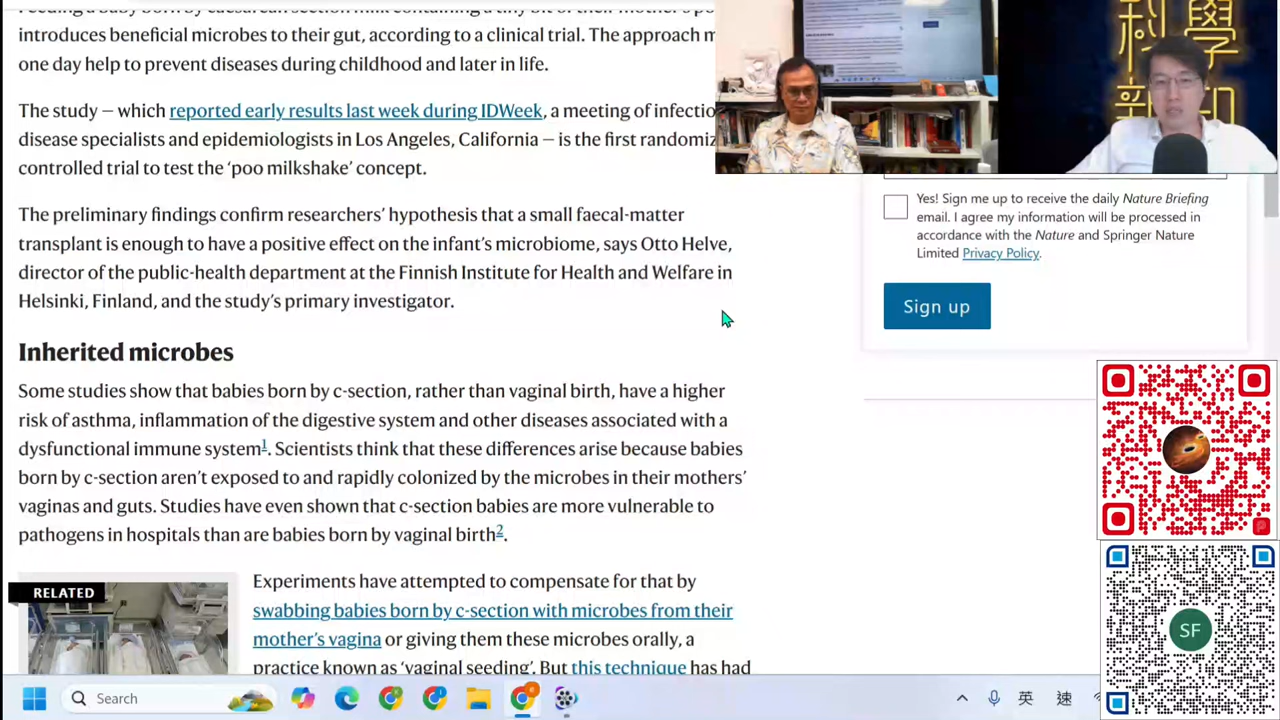 introduces beneficial microbes to their gut, according to a clinical trial. The approach m
one day help prevent diseases during childhood and later in life.
The study — which reported early results last week during IDWeek, a meeting of infectio
disease specialists and epidemiologists in Los Angeles, California — is the first randomiz
controlled trial to test the ‘poo milkshake’ concept.
The preliminary findings confirm researchers’ hypothesis that a small faecal-matter
transplant is enough to have a positive effect on the infant’s microbiome, says Otto Helve,
director of the public-health department at the Finnish Institute for Health and Welfare in
Helsinki, Finland, and the study’s primary investigator.
Inherited microbes
Some studies show that babies born by c-section, rather than vaginal birth, have a higher
risk of asthma, inflammation of the digestive system and other diseases associated with a
dysfunctional immune system1. Scientists think that these differences arise because babies
born by c-section aren’t exposed to and rapidly colonized by the microbes in their mothers’
vaginas and guts. Studies have even shown that c-section babies are more vulnerable to
pathogens in hospitals than are babies born by vaginal birth2.
RELATED
Experiments have attempted to compensate for that by
swabbing babies born by c-section with microbes from their
mother’s vagina or giving them these microbes orally, a
practice known as ‘vaginal seeding’. But this technique has had
科學
新知
Yes! Sign me up to receive the daily Nature Briefing
email. I agree my information will be processed in
accordance with the Nature and Springer Nature
Limited Privacy Policy.
Sign up
SF
Search
英
速